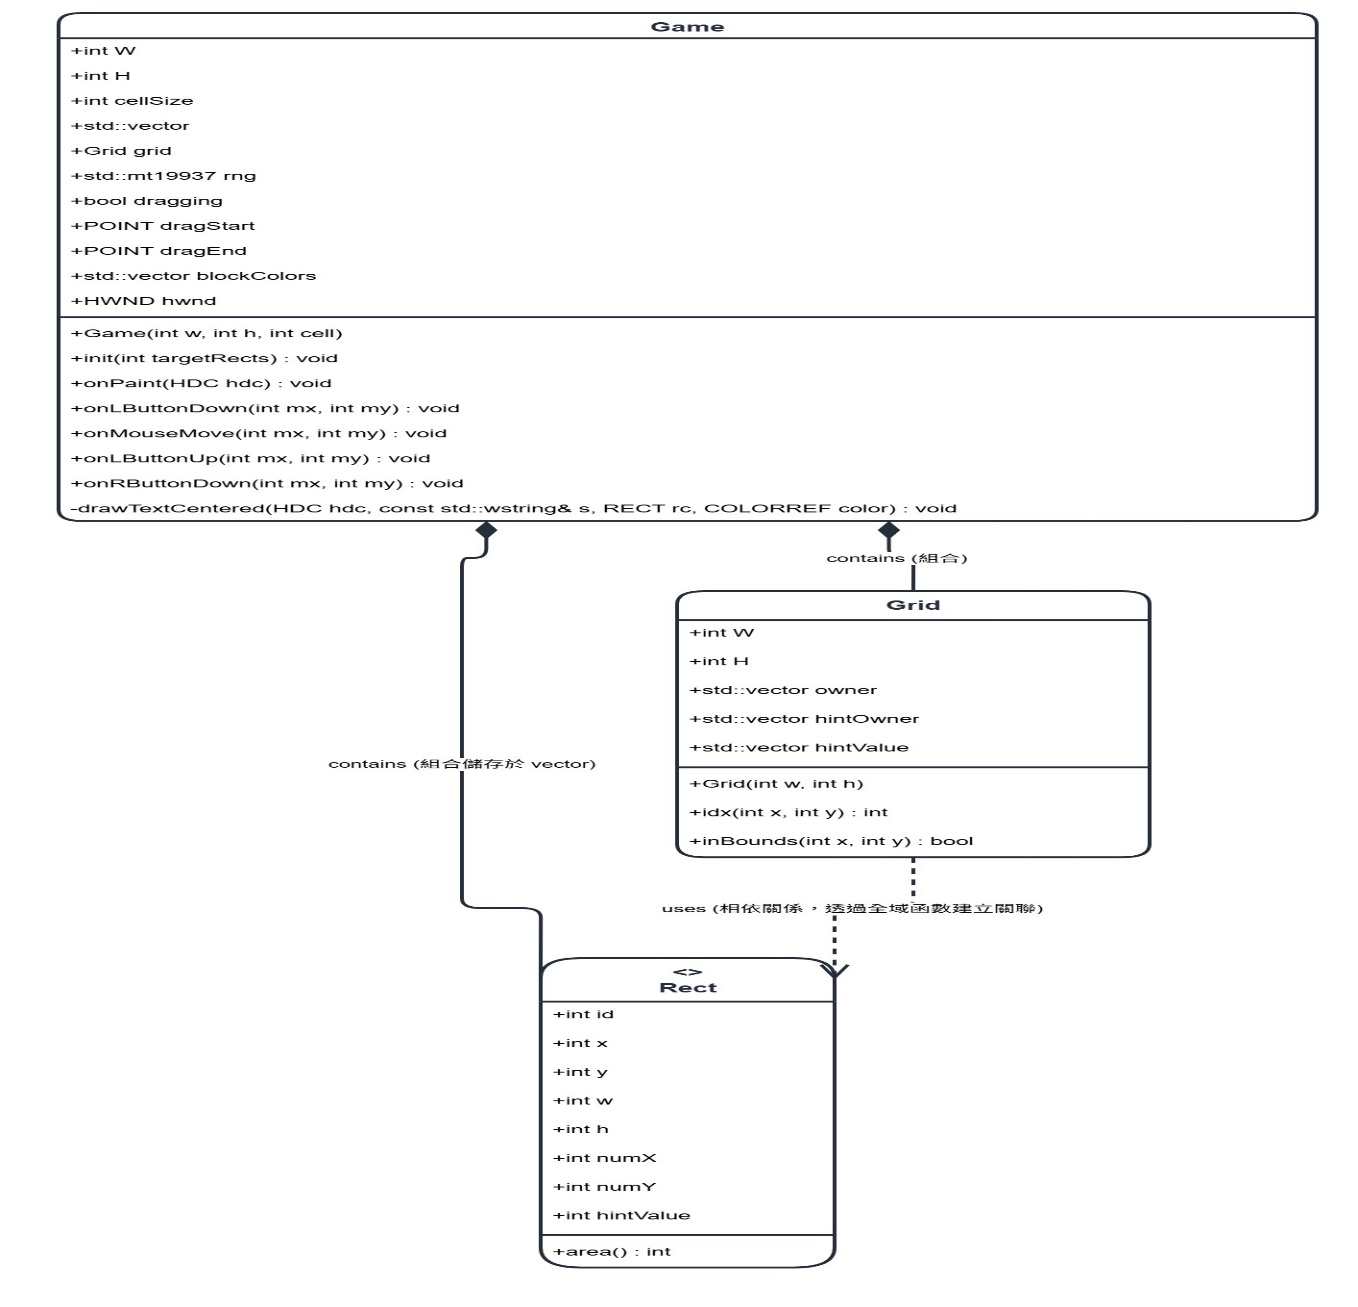 Game
+int W
+int H
+int cellSize
+std::vector
+Grid grid
+std::mt19937 rng
+bool dragging
+POINT dragStart
+POINT dragEnd
+std::vector blockColors
+HWND hwnd
+Game(int w, int h, int cell)
+init(int targetRects) : void
+onPaint(HDC hdc) : void
+onLButtonDown(int mx, int my) : void
+onMouseMove(int mx, int my) : void
+onLButtonUp(int mx, int my) : void
+onRButtonDown(int mx, int my) : void
-drawTextCentered(HDC hdc, const std::wstring& s, RECT rc, COLORREF color) : void
contains (組合)
Grid
+int W
+int H
+std::vector owner
+std::vector hintOwner
+std::vector hintValue
+Grid(int w, int h)
+idx(int x, int y) : int
+inBounds(int x, int y) : bool
contains (組合儲存於 vector)
uses (相依關係，透過全域函數建立關聯)
<>
Rect
+int id
+int x
+int y
+int w
+int h
+int numX
+int numY
+int hintValue
+area() : int